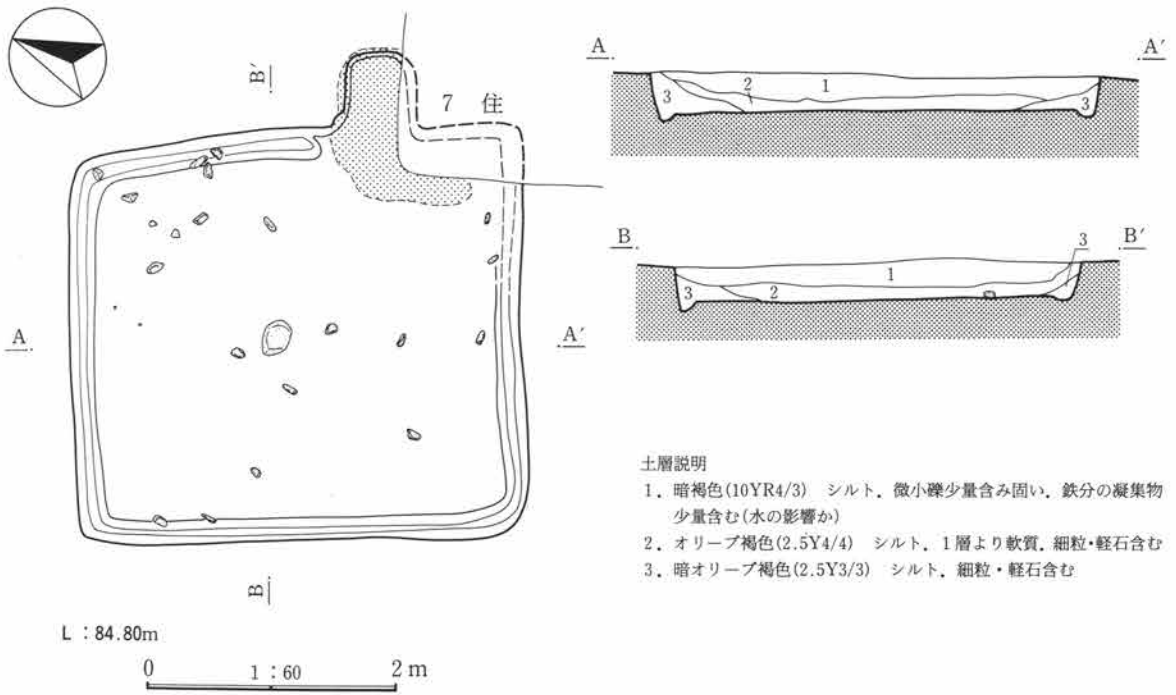 B′
7 住
A
A′
B
L：84.80m
0 1：60 2 m
A A′
1
2
3 3
B B′
3
1
3 2
土層説明
1．暗褐色(10YR4/3)　シルト．微小礫少量含み固い．鉄分の凝集物
少量含む(水の影響か)
2．オリーブ褐色(2.5Y4/4)　シルト．1層より軟質．細粒・軽石含む
3．暗オリーブ褐色(2.5Y3/3)　シルト．細粒・軽石含む